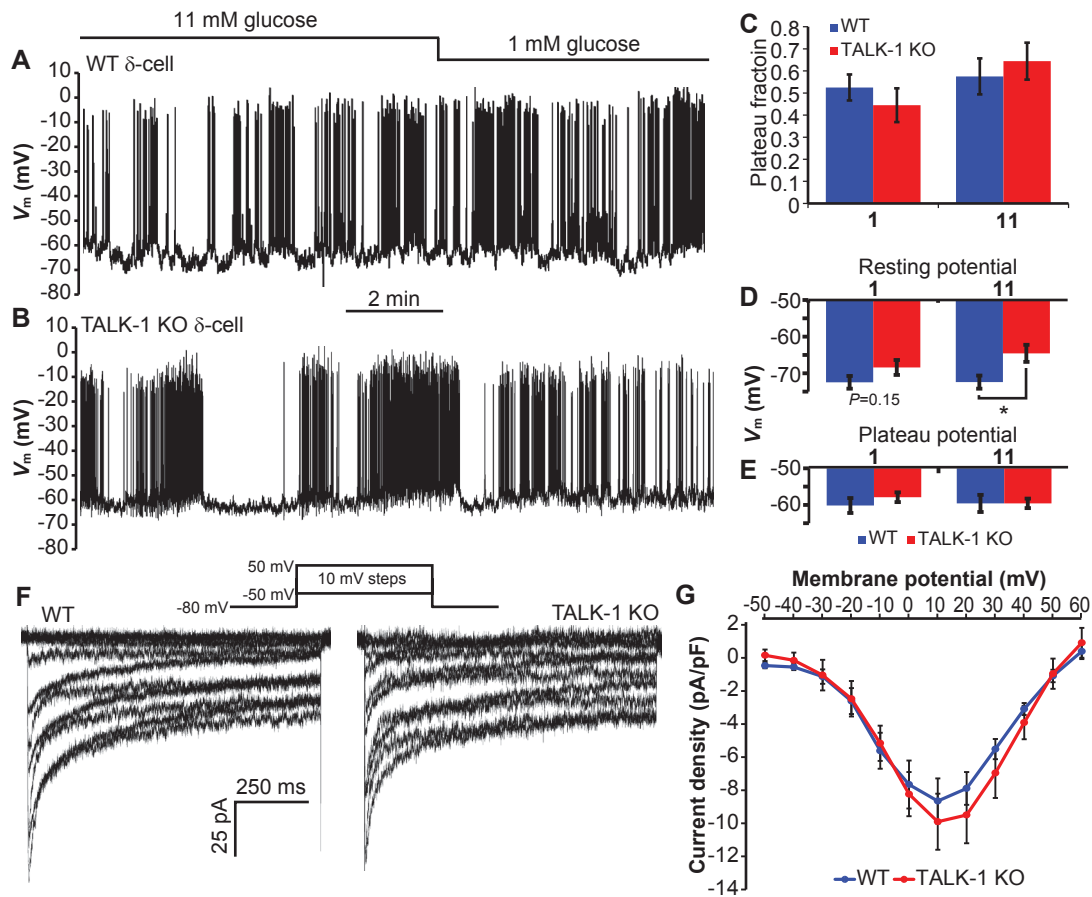 11 mM glucose
1 mM glucose
A
WT δ-cell
Vm (mV)
10
0
-10
-20
-30
-40
-50
-60
-70
-80
2 min
B
TALK-1 KO δ-cell
Vm (mV)
10
0
-10
-20
-30
-40
-50
-60
-70
-80
C
WT
TALK-1 KO
Plateau fractoin
0.8
0.7
0.6
0.5
0.4
0.3
0.2
0.1
0
1 11
Resting potential
D
1 11
-50
-60
-70
Vm (mV)
P=0.15
*
Plateau potential
E
1 11
-50
-60
WT TALK-1 KO
F
50 mV
-50 mV
10 mV steps
-80 mV
WT
TALK-1 KO
250 ms
25 pA
G
Membrane potential (mV)
-50 -40 -30 -20 -10 0 10 20 30 40 50 60
Current density (pA/pF)
2
0
-2
-4
-6
-8
-10
-12
-14
WT TALK-1 KO